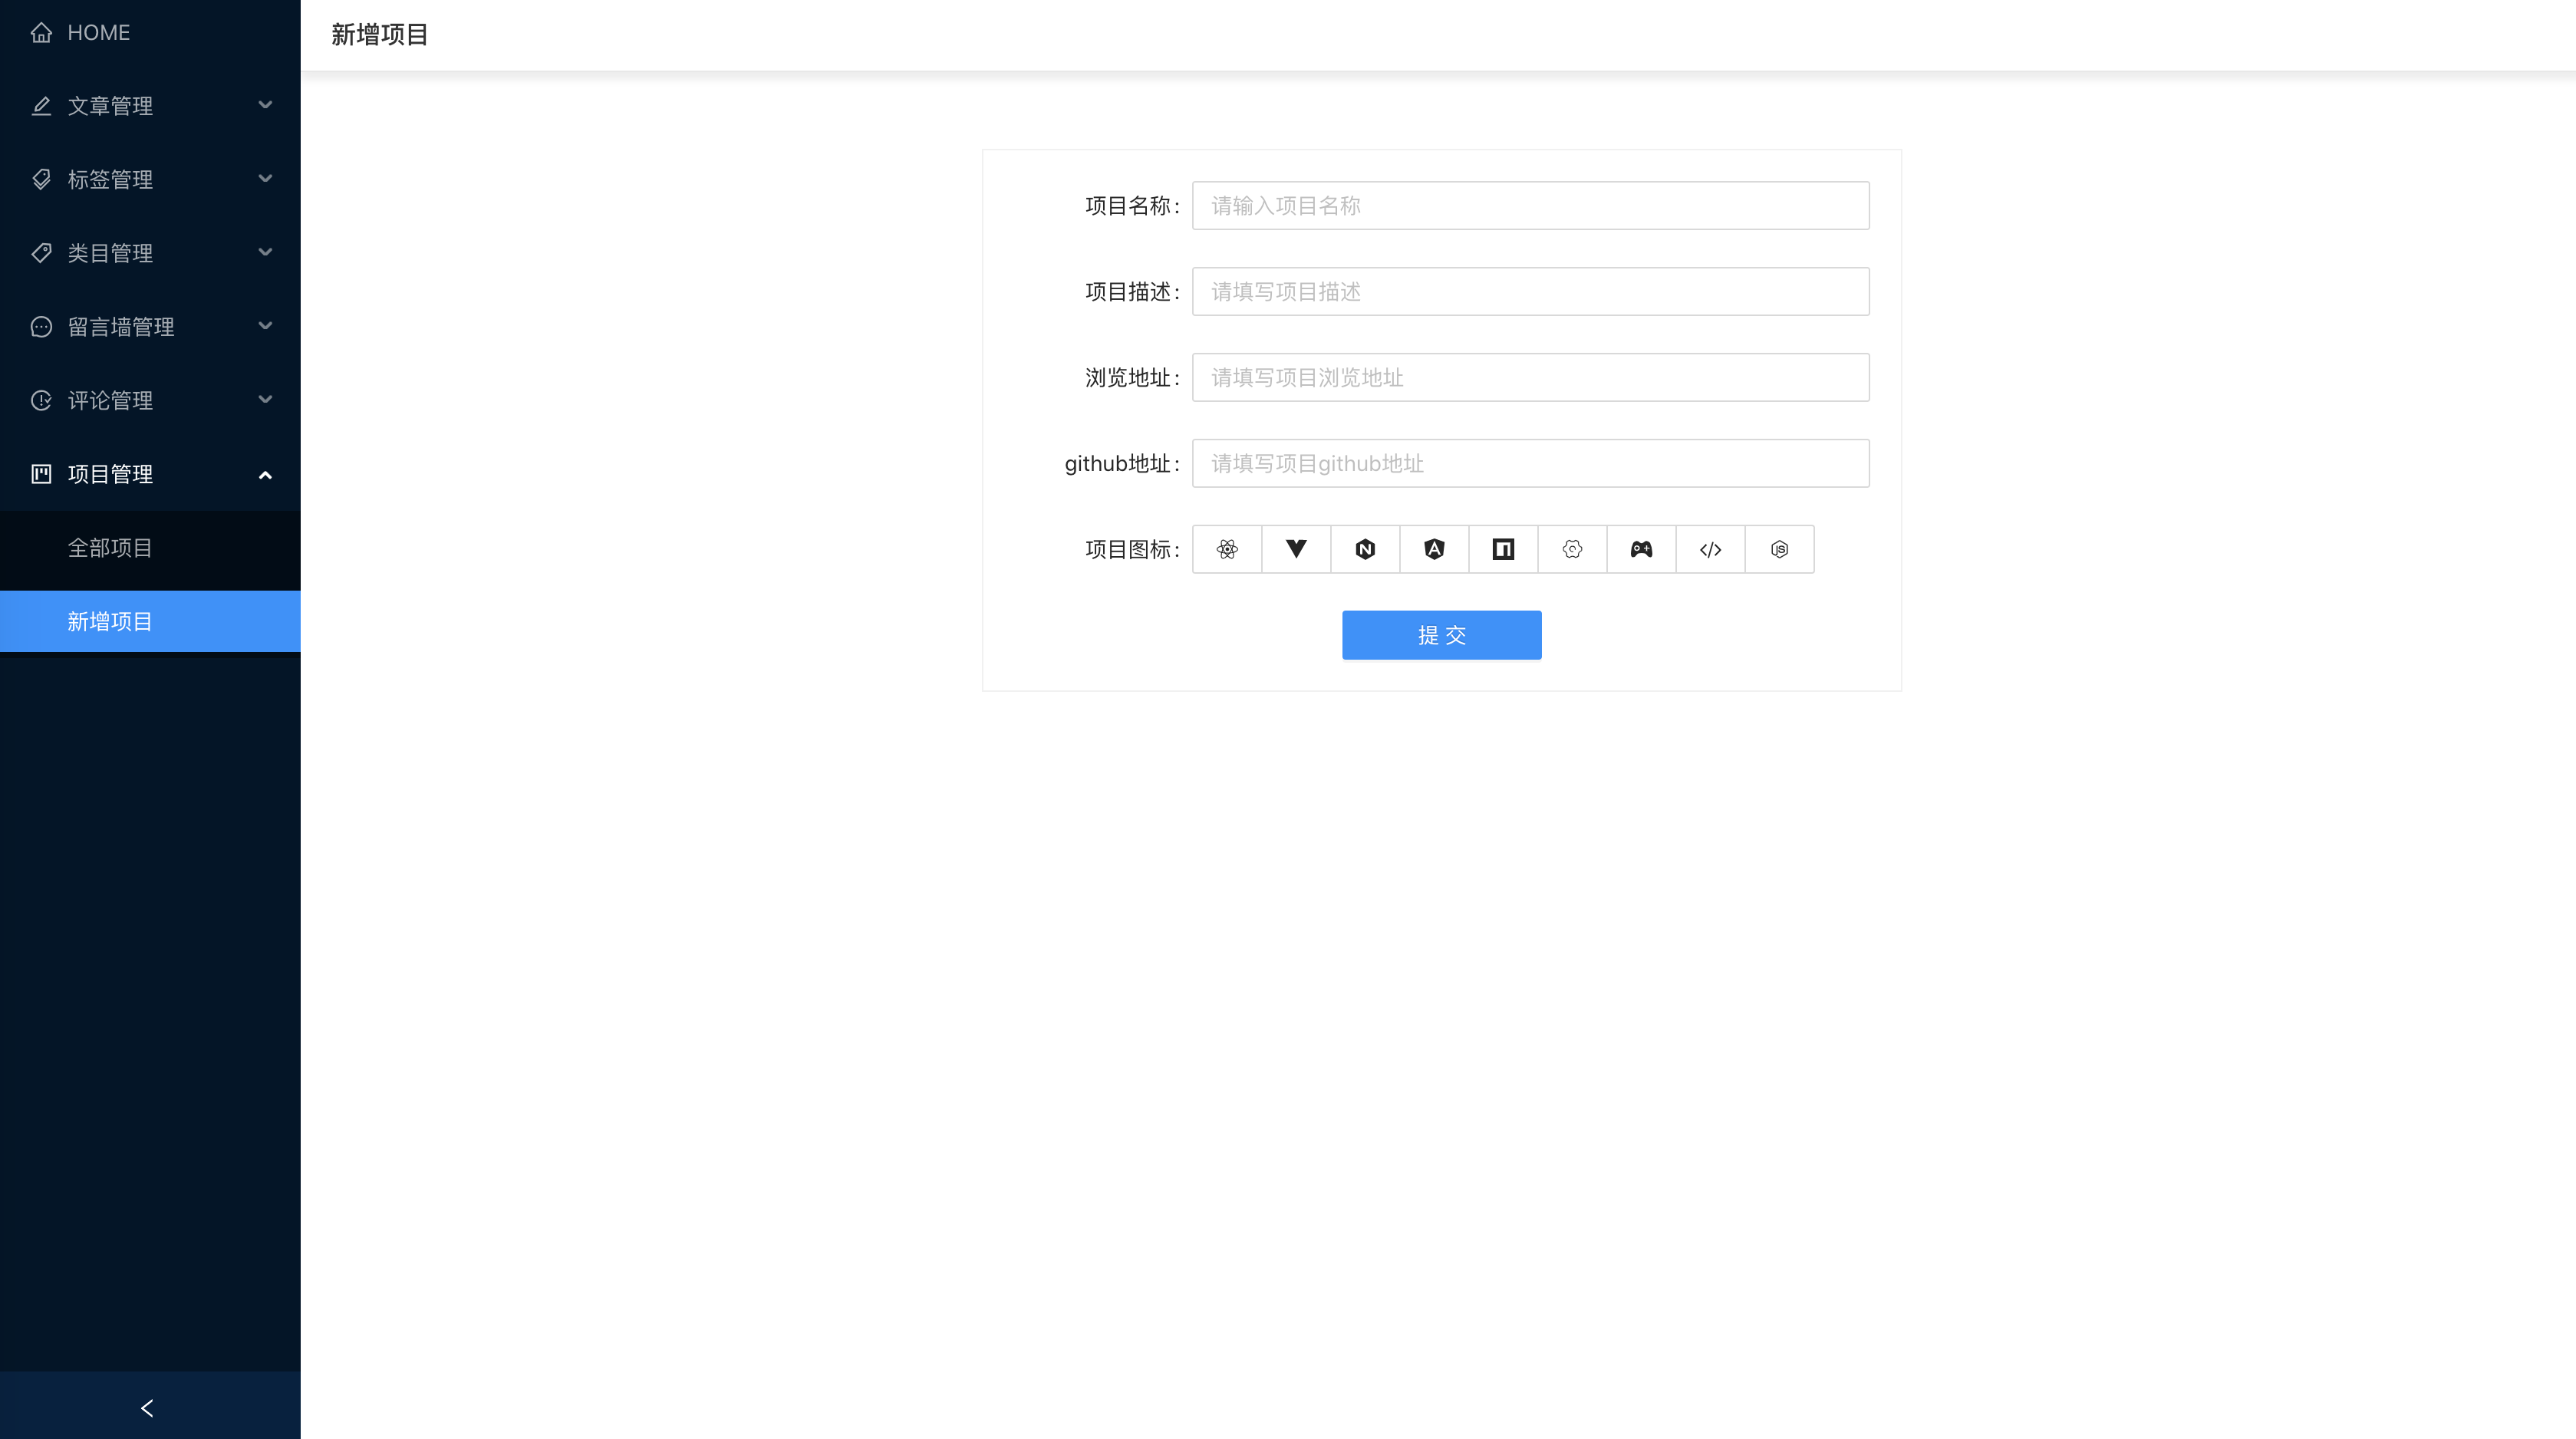 HOME
文章管理
标签管理
类目管理
留言墙管理
评论管理
项目管理
全部项目
新增项目
新增项目
项目名称:
请输入项目名称
项目描述:
请填写项目描述
浏览地址:
请填写项目浏览地址
github地址:
请填写项目github地址
项目图标:
提 交